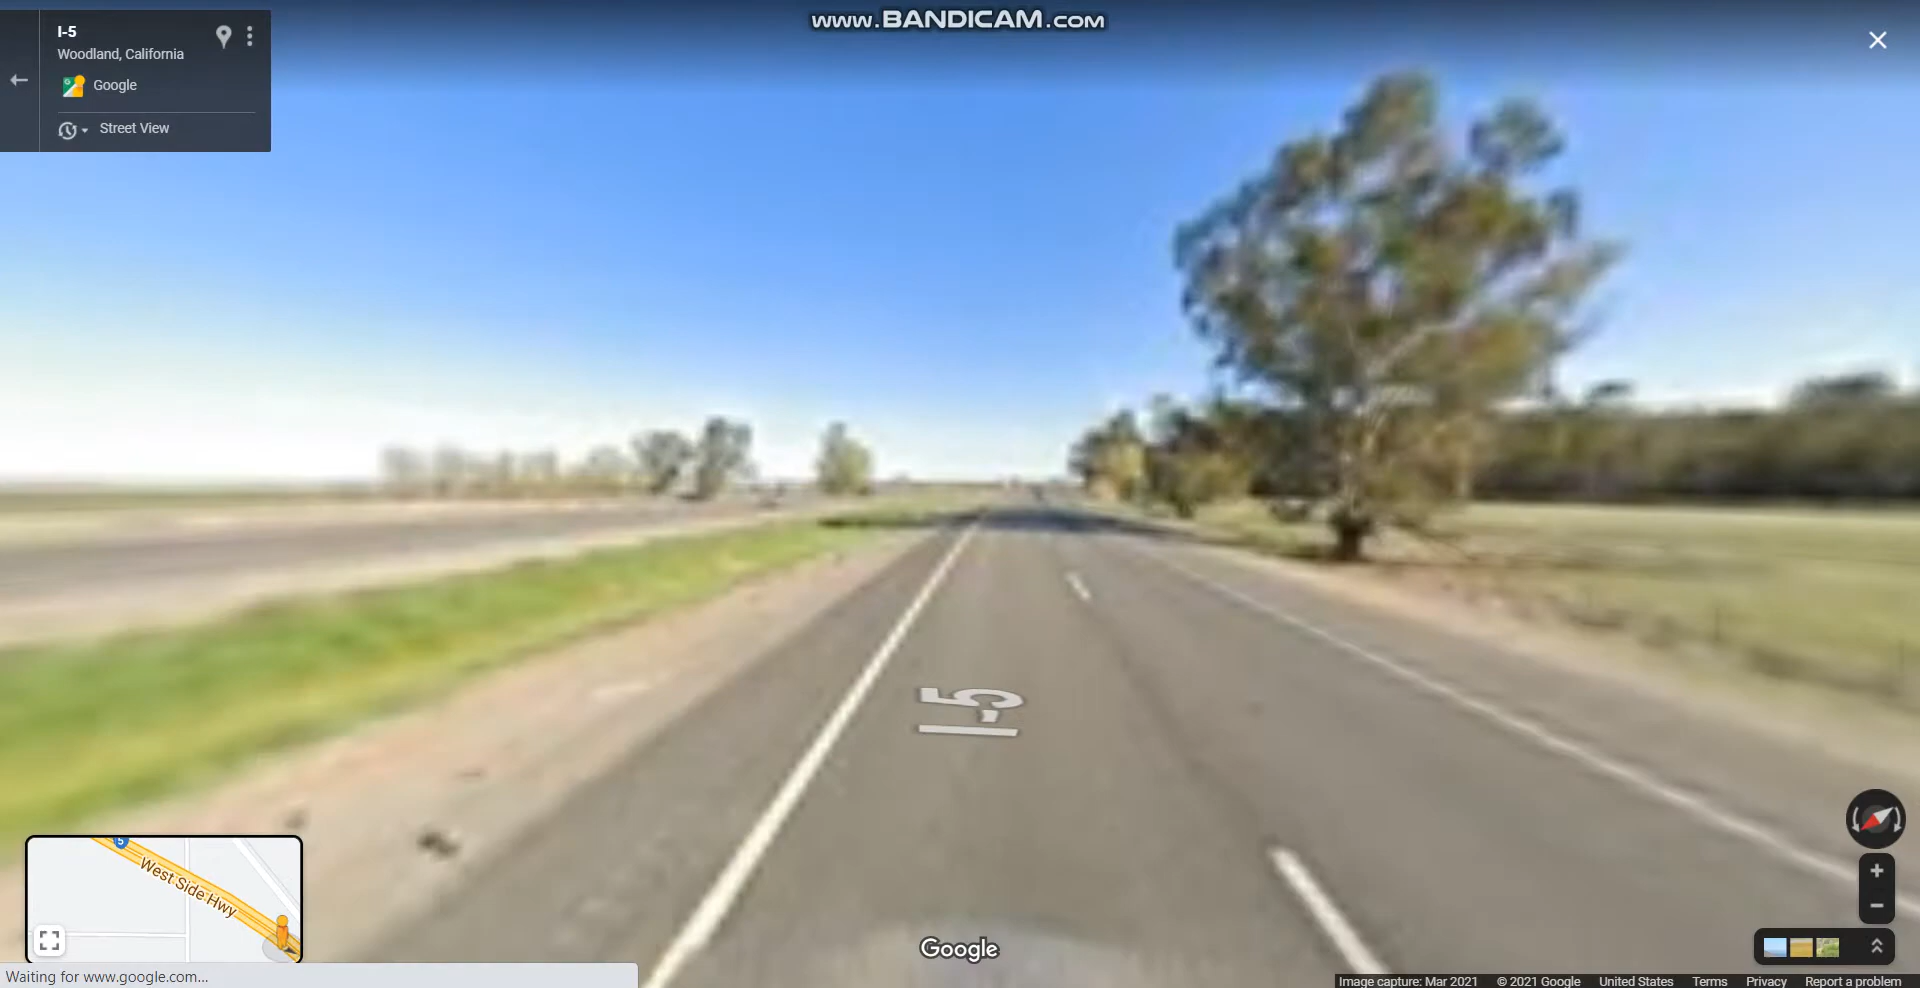 www.BANDICAM.com
I-5
Woodland, California
Google
Street View
I-5
5
West Side Hwy
Google
Waiting for www.google.com...
Image capture: Mar 2021 © 2021 Google United States Terms Privacy Report a problem